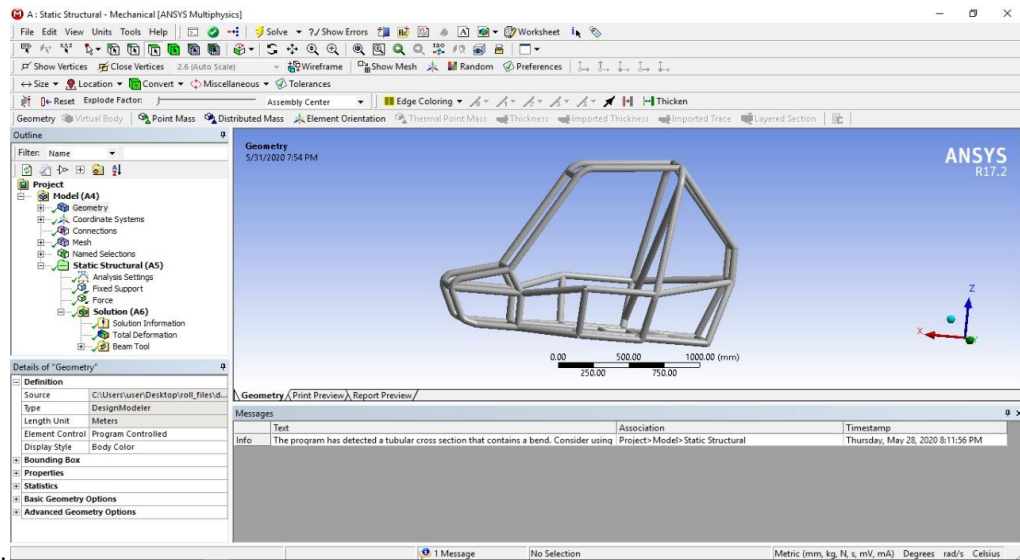 A : Static Structural - Mechanical [ANSYS Multiphysics]
File Edit View Units Tools Help Solve ?/ Show Errors Worksheet
Show Vertices Close Vertices 2.6 (Auto Scale) Wireframe Show Mesh Random Preferences
Size Location Convert Miscellaneous Tolerances
Reset Explode Factor: Assembly Center Edge Coloring Thicken
Geometry Virtual Body Point Mass Distributed Mass Element Orientation Thermal Point Mass Thickness Imported Thickness Imported Trace Layered Section
Outline
Filter: Name
Project
Model (A4)
Geometry
Coordinate Systems
Connections
Mesh
Named Selections
Static Structural (A5)
Analysis Settings
Fixed Support
Force
Solution (A6)
Solution Information
Total Deformation
Beam Tool
Details of "Geometry"
Definition
Source C:\Users\user\Desktop\roll_files\d...
Type DesignModeler
Length Unit Meters
Element Control Program Controlled
Display Style Body Color
Bounding Box
Properties
Statistics
Basic Geometry Options
Advanced Geometry Options
Geometry
5/31/2020 7:54 PM
ANSYS
R17.2
Z
X
0.00 500.00 1000.00 (mm)
250.00 750.00
Geometry Print Preview Report Preview
Messages
Text Association Timestamp
Info The program has detected a tubular cross section that contains a bend. Consider using Project>Model>Static Structural Thursday, May 28, 2020 8:11:56 PM
1 Message No Selection Metric (mm, kg, N, s, mV, mA) Degrees rad/s Celsius